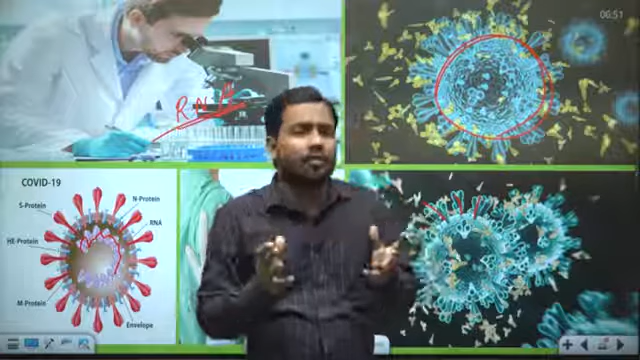 06:51
RNA
COVID-19
S-Protein
N-Protein
RNA
HE-Protein
M-Protein
Envelope